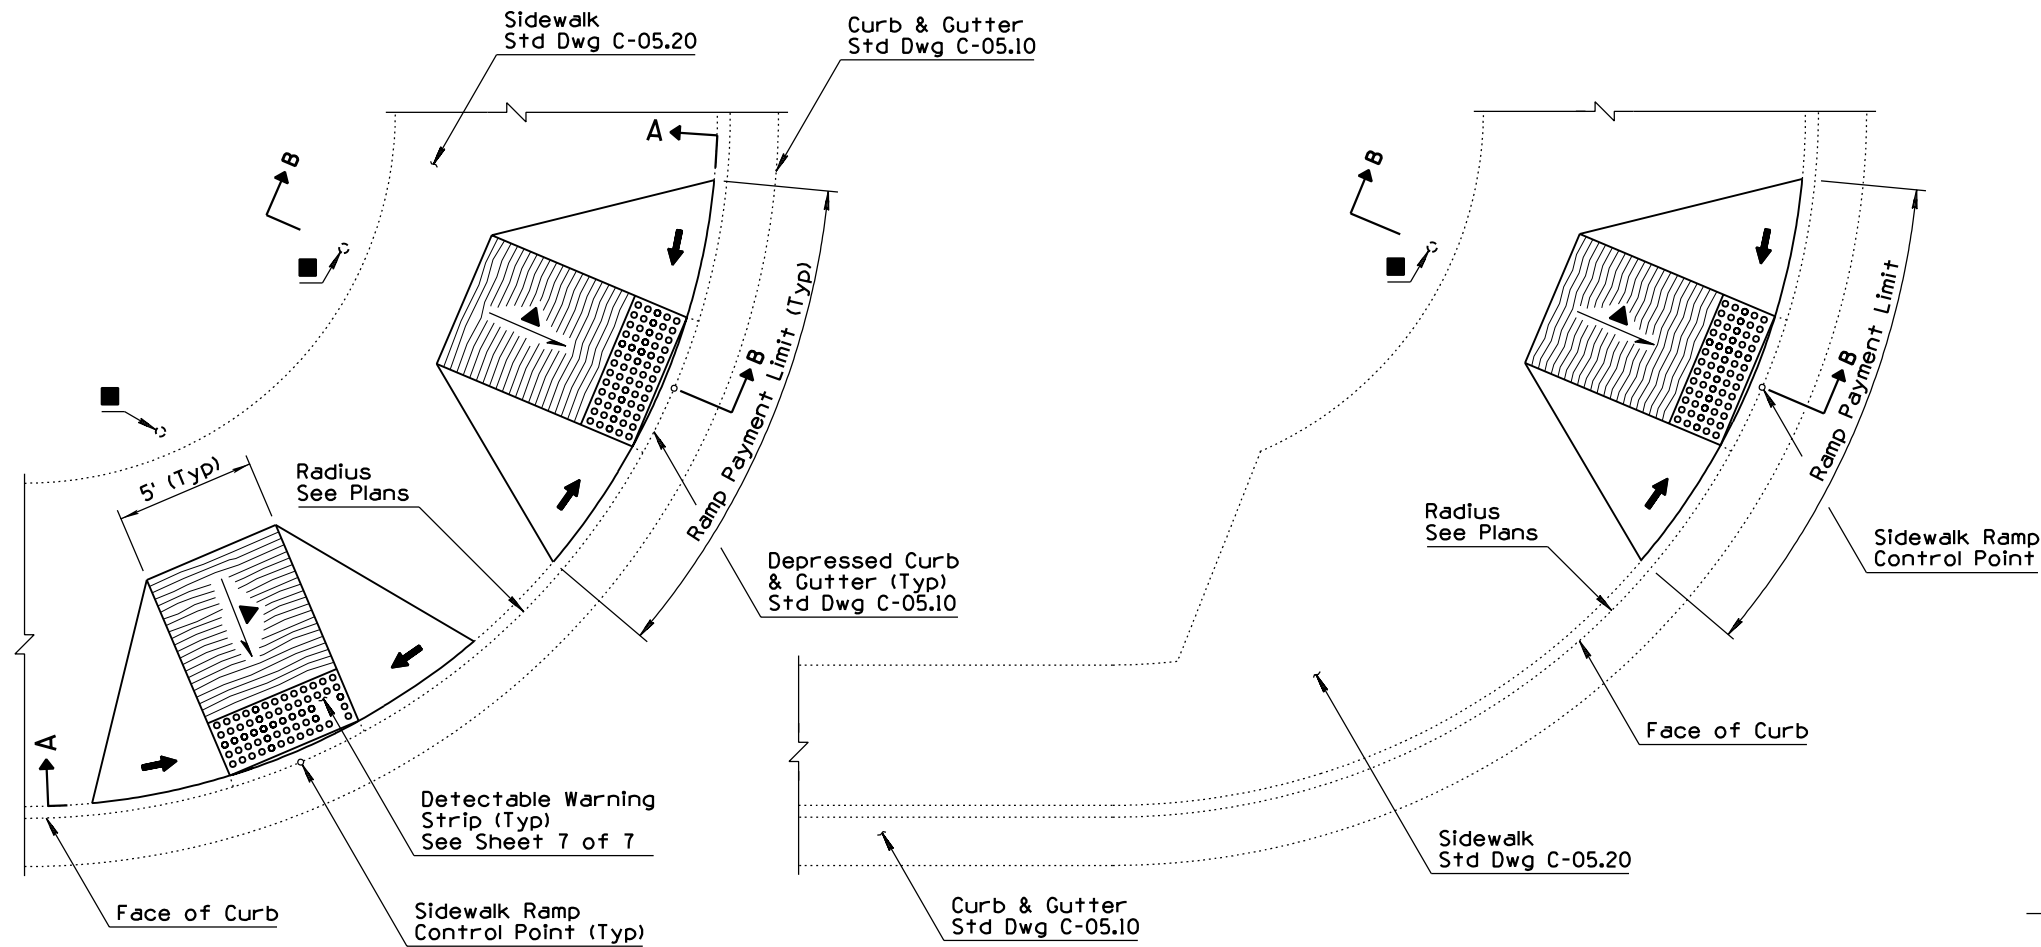 Sidewalk
Std Dwg C-05.20
Curb & Gutter
Std Dwg C-05.10
A
B
B
Ramp Payment Limit (Typ)
5' (Typ)
Radius
See Plans
Depressed Curb
& Gutter (Typ)
Std Dwg C-05.10
A
Detectable Warning
Strip (Typ)
See Sheet 7 of 7
Face of Curb
Sidewalk Ramp
Control Point (Typ)
B
B
Ramp Payment Limit
Radius
See Plans
Sidewalk Ramp
Control Point
Face of Curb
Sidewalk
Std Dwg C-05.20
Curb & Gutter
Std Dwg C-05.10